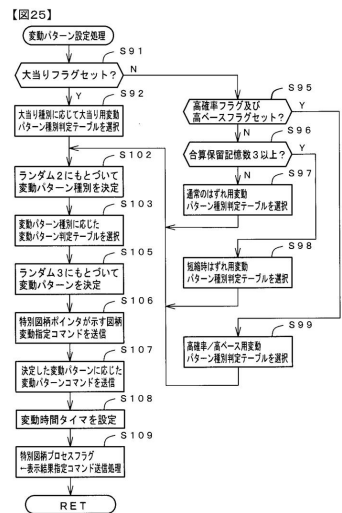 【図25】
変動パターン設定処理
S91
大当りフラグセット？
N
Y
S92
大当り種別に応じて大当り用変動
パターン種別判定テーブルを選択
S95
高確率フラグ及び
高ベースフラグセット？
Y
N
S96
合算保留記憶数3以上？
Y
N
S97
通常のはずれ用変動
パターン種別判定テーブルを選択
S98
短縮時はずれ用変動
パターン種別判定テーブルを選択
S99
高確率／高ベース用変動
パターン種別判定テーブルを選択
S102
ランダム2にもとづいて
変動パターン種別を決定
S103
変動パターン種別に応じた
変動パターン判定テーブルを選択
S105
ランダム3にもとづいて
変動パターンを決定
S106
特別図柄ポインタが示す図柄
変動指定コマンドを送信
S107
決定した変動パターンに応じた
変動パターンコマンドを送信
S108
変動時間タイマを設定
S109
特別図柄プロセスフラグ
←表示結果指定コマンド送信処理
RET